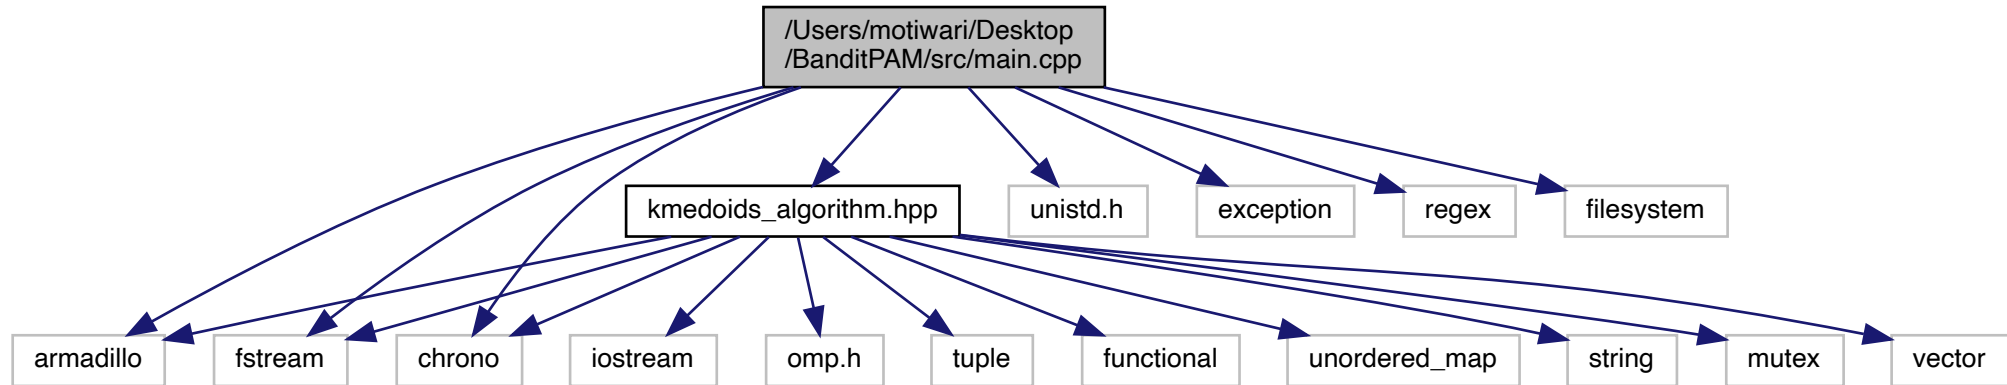 /Users/motiwari/Desktop
/BanditPAM/src/main.cpp
kmedoids_algorithm.hpp
unistd.h
exception
regex
filesystem
armadillo
fstream
chrono
iostream
omp.h
tuple
functional
unordered_map
string
mutex
vector